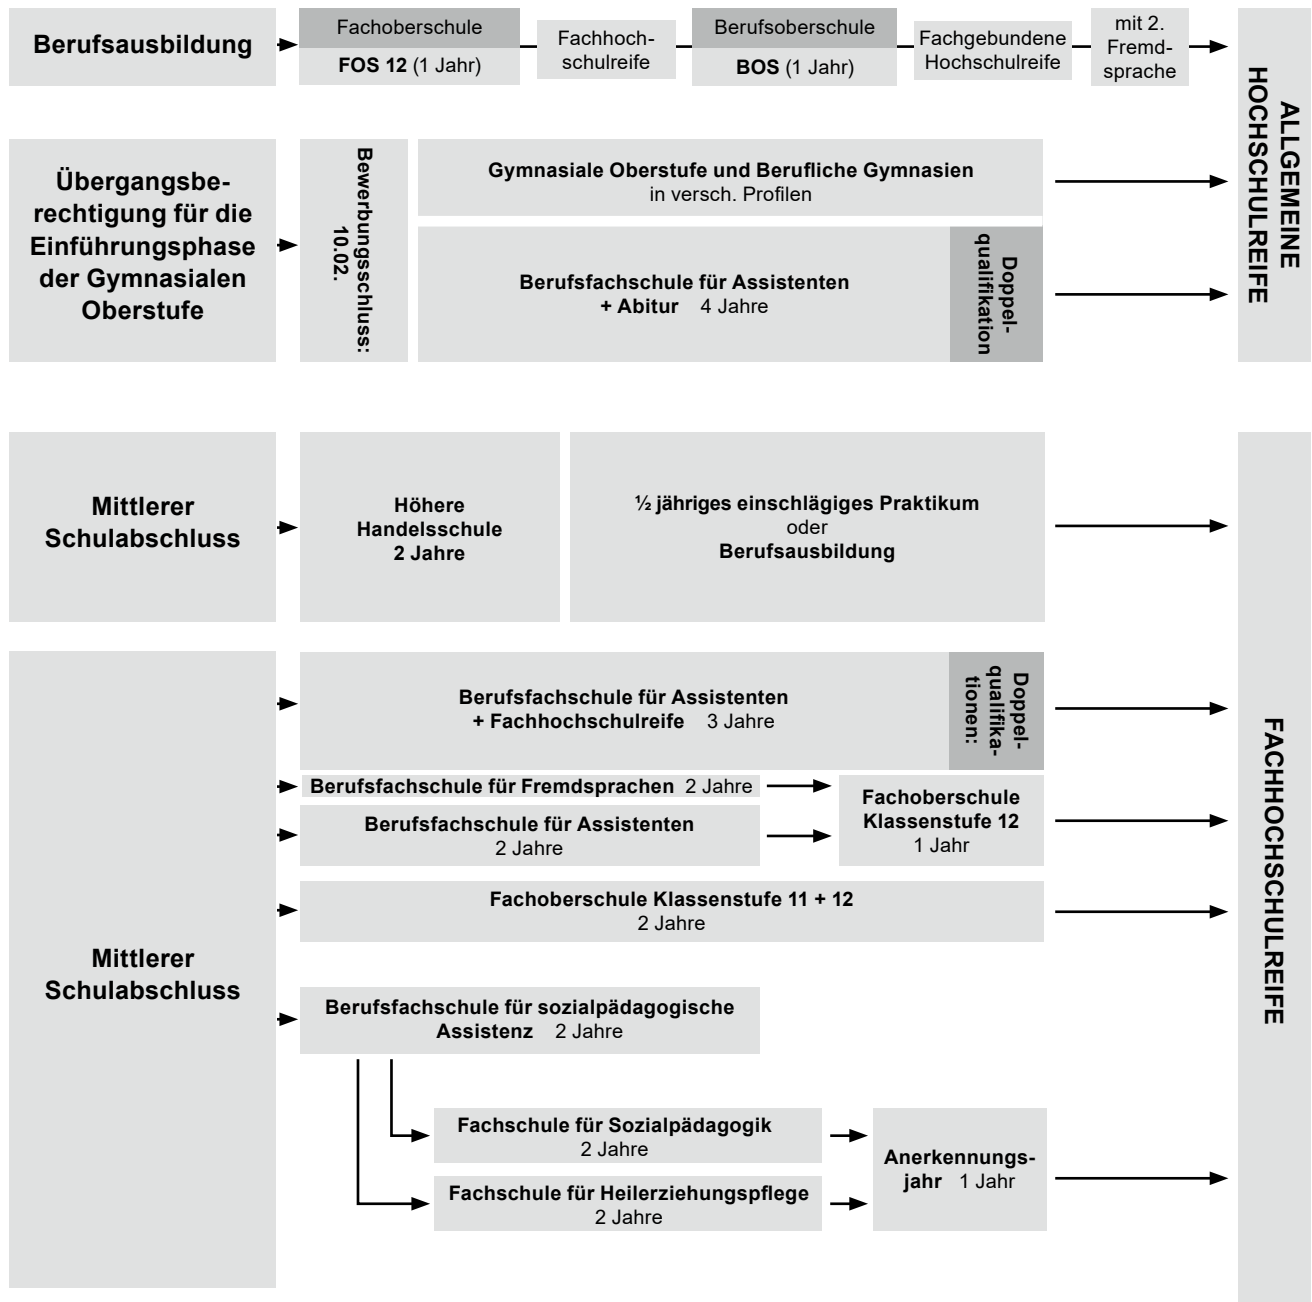 Berufsausbildung
Fachoberschule
FOS 12 (1 Jahr)
Fachhoch-
schulreife
Berufsoberschule
BOS (1 Jahr)
Fachgebundene
Hochschulreife
mit 2.
Fremd-
sprache
ALLGEMEINE
HOCHSCHULREIFE
Übergangsbe-
rechtigung für die
Einführungsphase
der Gymnasialen
Oberstufe
Bewerbungsschluss:
10.02.
Gymnasiale Oberstufe und Berufliche Gymnasien
in versch. Profilen
Berufsfachschule für Assistenten
+ Abitur 4 Jahre
Doppel-
qualifikation
Mittlerer
Schulabschluss
Höhere
Handelsschule
2 Jahre
½ jähriges einschlägiges Praktikum
oder
Berufsausbildung
FACHHOCHSCHULREIFE
Mittlerer
Schulabschluss
Berufsfachschule für Assistenten
+ Fachhochschulreife 3 Jahre
Doppel-
qualifika-
tionen:
Berufsfachschule für Fremdsprachen 2 Jahre
Berufsfachschule für Assistenten
2 Jahre
Fachoberschule
Klassenstufe 12
1 Jahr
Fachoberschule Klassenstufe 11 + 12
2 Jahre
Berufsfachschule für sozialpädagogische
Assistenz 2 Jahre
Fachschule für Sozialpädagogik
2 Jahre
Fachschule für Heilerziehungspflege
2 Jahre
Anerkennungs-
jahr 1 Jahr